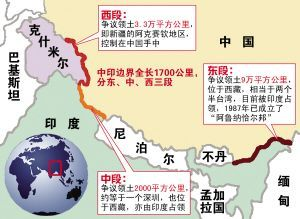 西段：
争议领土3.3万平方公里，
即新疆的阿克赛钦地区，
控制在中国手中
克什
米尔
中国
巴基斯坦
中印边界全长1700公里，
分东、中、西三段
东段：
争议领土9万平方公里，
位于西藏，相当于两个
半台湾，目前被印度占
领，1987年已成立了
“阿鲁纳恰尔邦”
印度
尼泊尔
不丹
中段：
争议领土2000平方公里，
约等于一个深圳，也位
于西藏，亦由印度占领
孟加拉国
缅甸